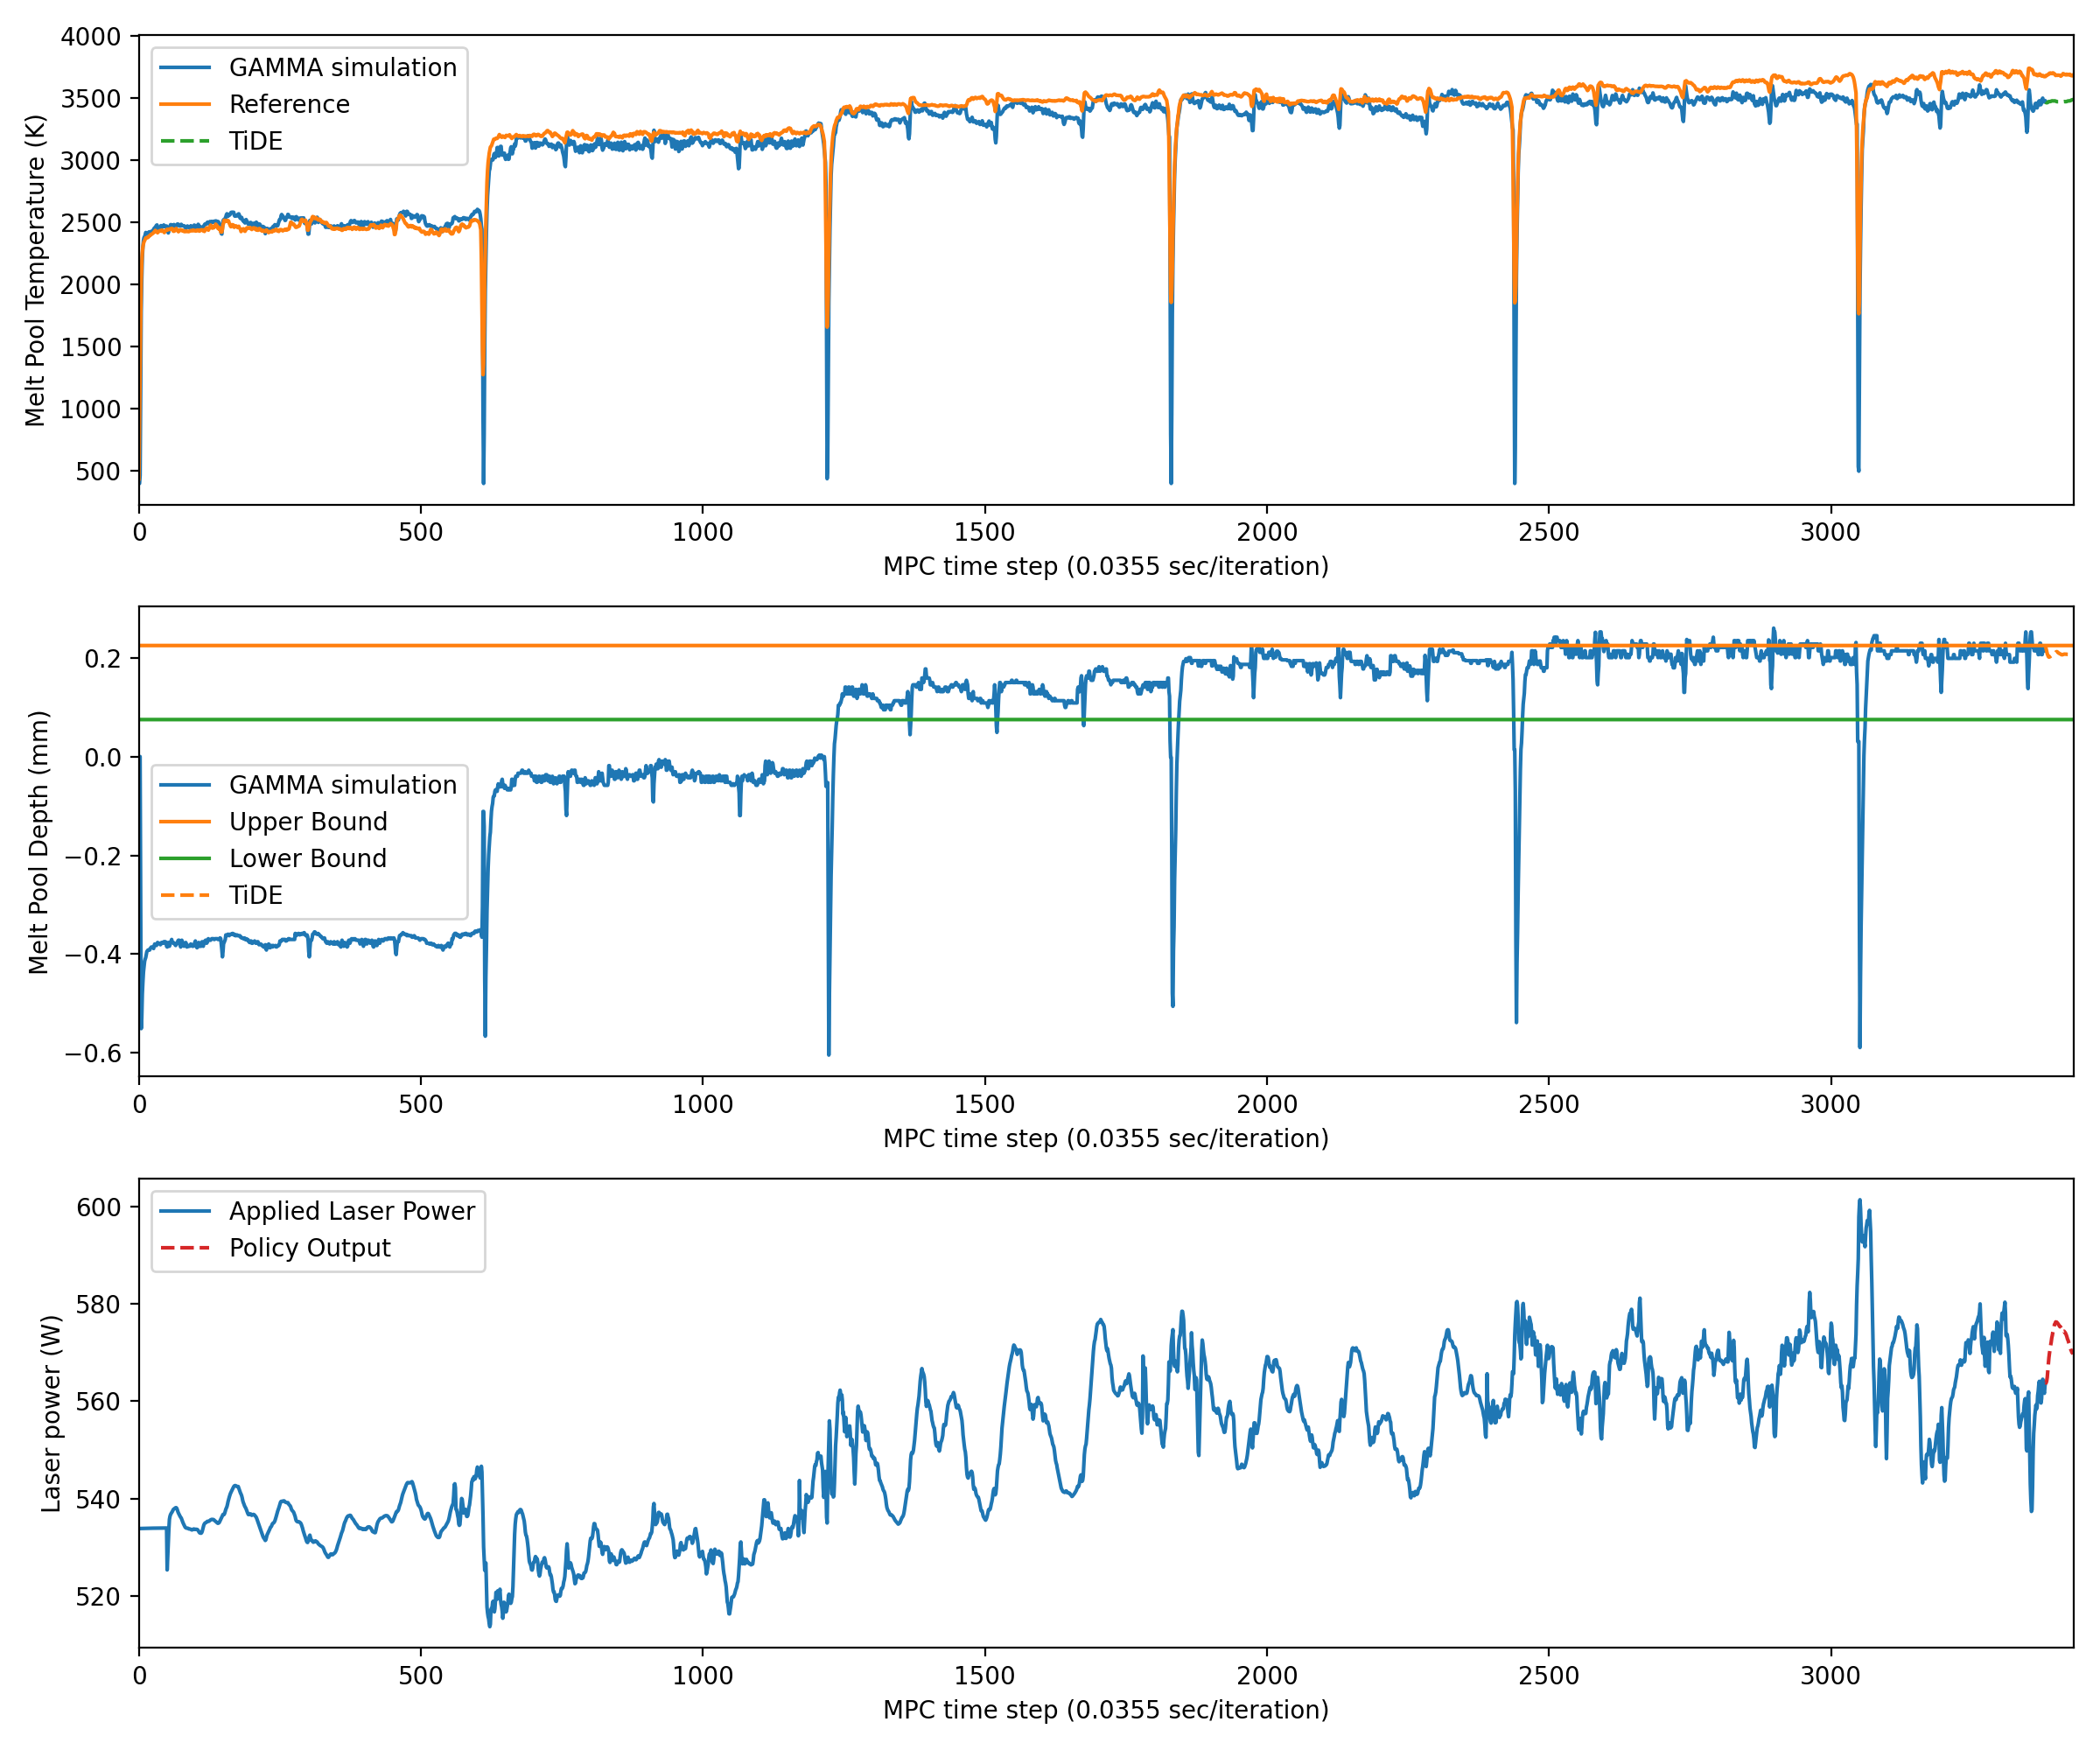 4000
3500
3000
2500
2000
1500
1000
500
Melt Pool Temperature (K)
GAMMA simulation
Reference
TiDE
0 500 1000 1500 2000 2500 3000
MPC time step (0.0355 sec/iteration)
0.2
0.0
−0.2
−0.4
−0.6
Melt Pool Depth (mm)
GAMMA simulation
Upper Bound
Lower Bound
TiDE
0 500 1000 1500 2000 2500 3000
MPC time step (0.0355 sec/iteration)
600
580
560
540
520
Laser power (W)
Applied Laser Power
Policy Output
0 500 1000 1500 2000 2500 3000
MPC time step (0.0355 sec/iteration)